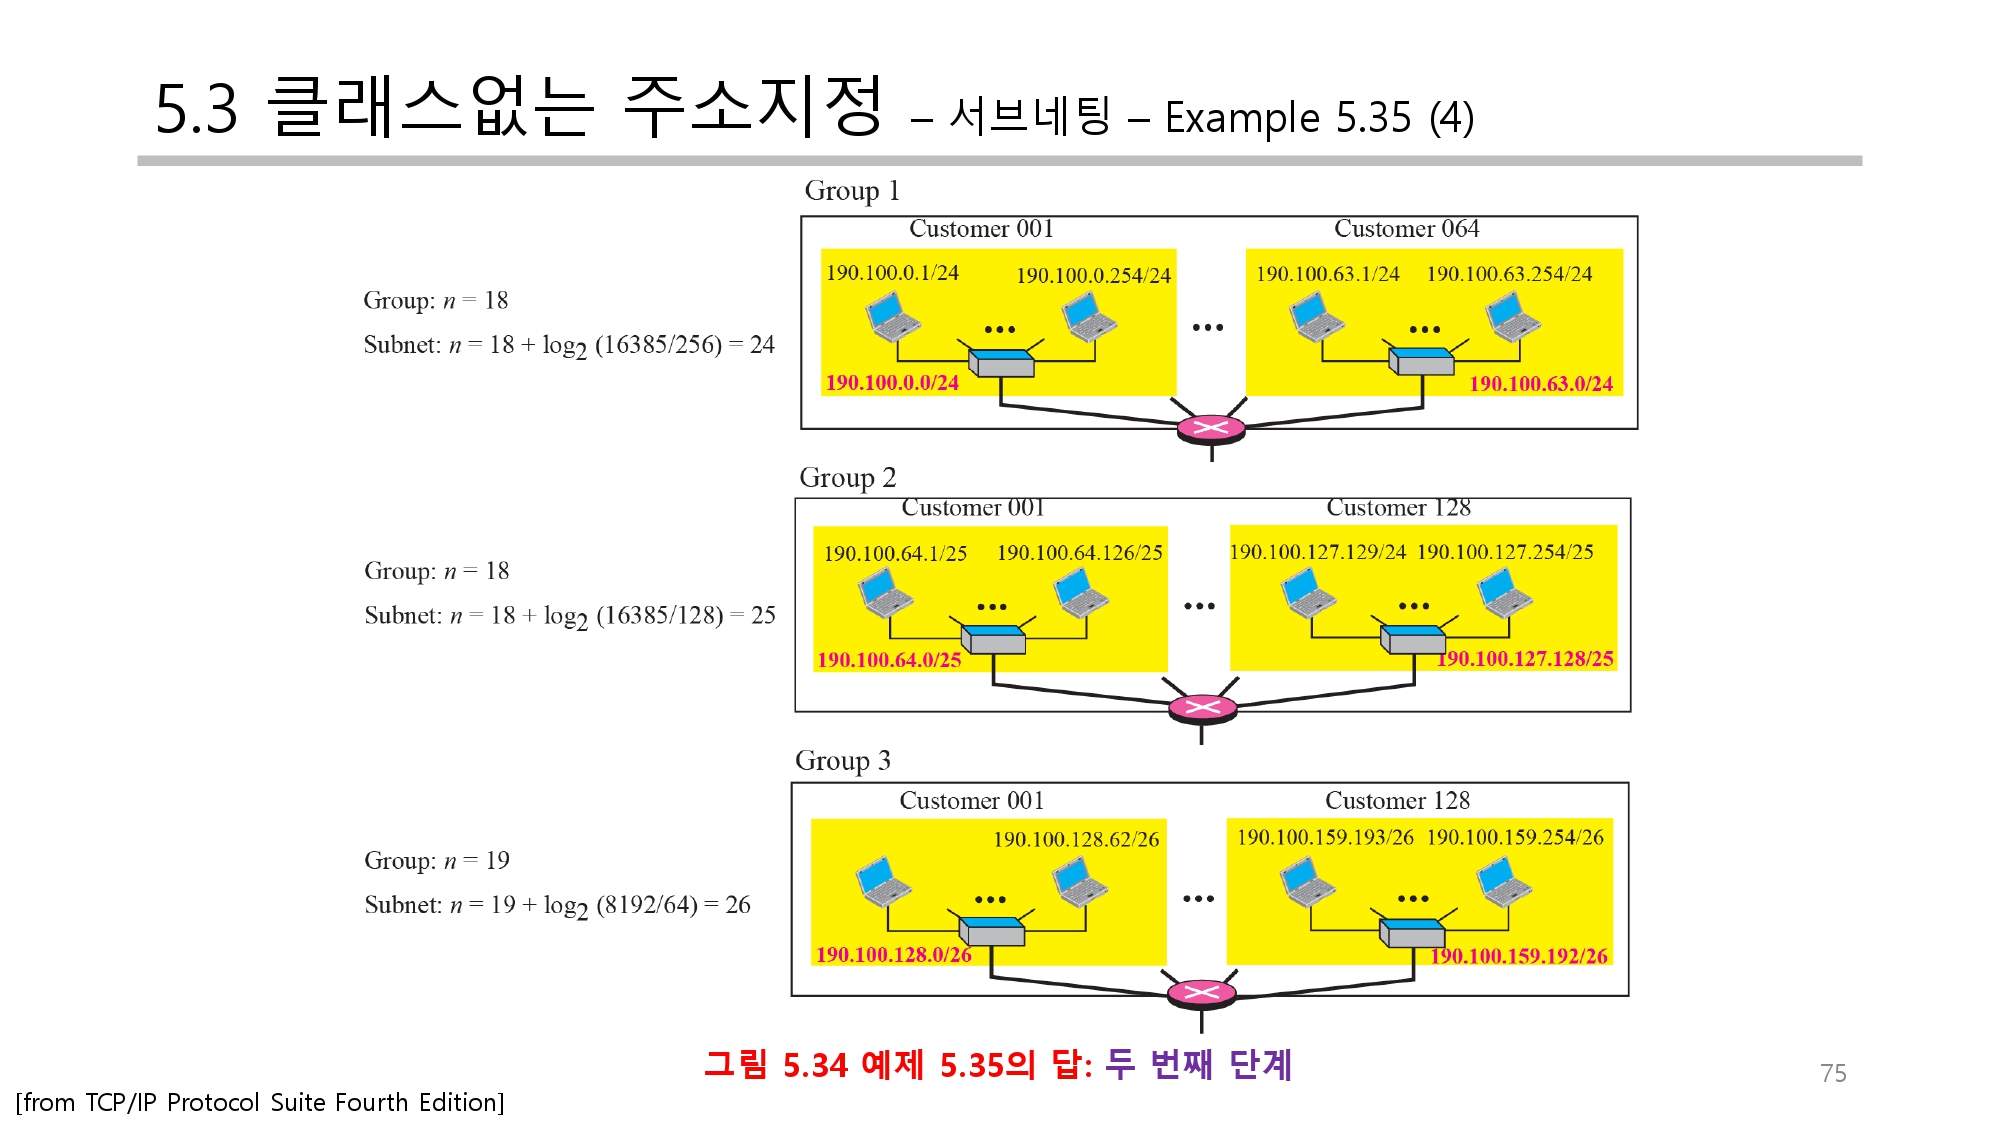 5.3 클래스없는 주소지정 – 서브네팅 – Example 5.35 (4)
Group 1
Customer 001
Customer 064
190.100.0.1/24
190.100.0.254/24
190.100.63.1/24
190.100.63.254/24
Group: n = 18
Subnet: n = 18 + log2 (16385/256) = 24
190.100.0.0/24
190.100.63.0/24
Group 2
Customer 001
Customer 128
190.100.64.1/25
190.100.64.126/25
190.100.127.129/24
190.100.127.254/25
Group: n = 18
Subnet: n = 18 + log2 (16385/128) = 25
190.100.64.0/25
190.100.127.128/25
Group 3
Customer 001
Customer 128
190.100.128.62/26
190.100.159.193/26
190.100.159.254/26
Group: n = 19
Subnet: n = 19 + log2 (8192/64) = 26
190.100.128.0/26
190.100.159.192/26
그림 5.34 예제 5.35의 답: 두 번째 단계
75
[from TCP/IP Protocol Suite Fourth Edition]